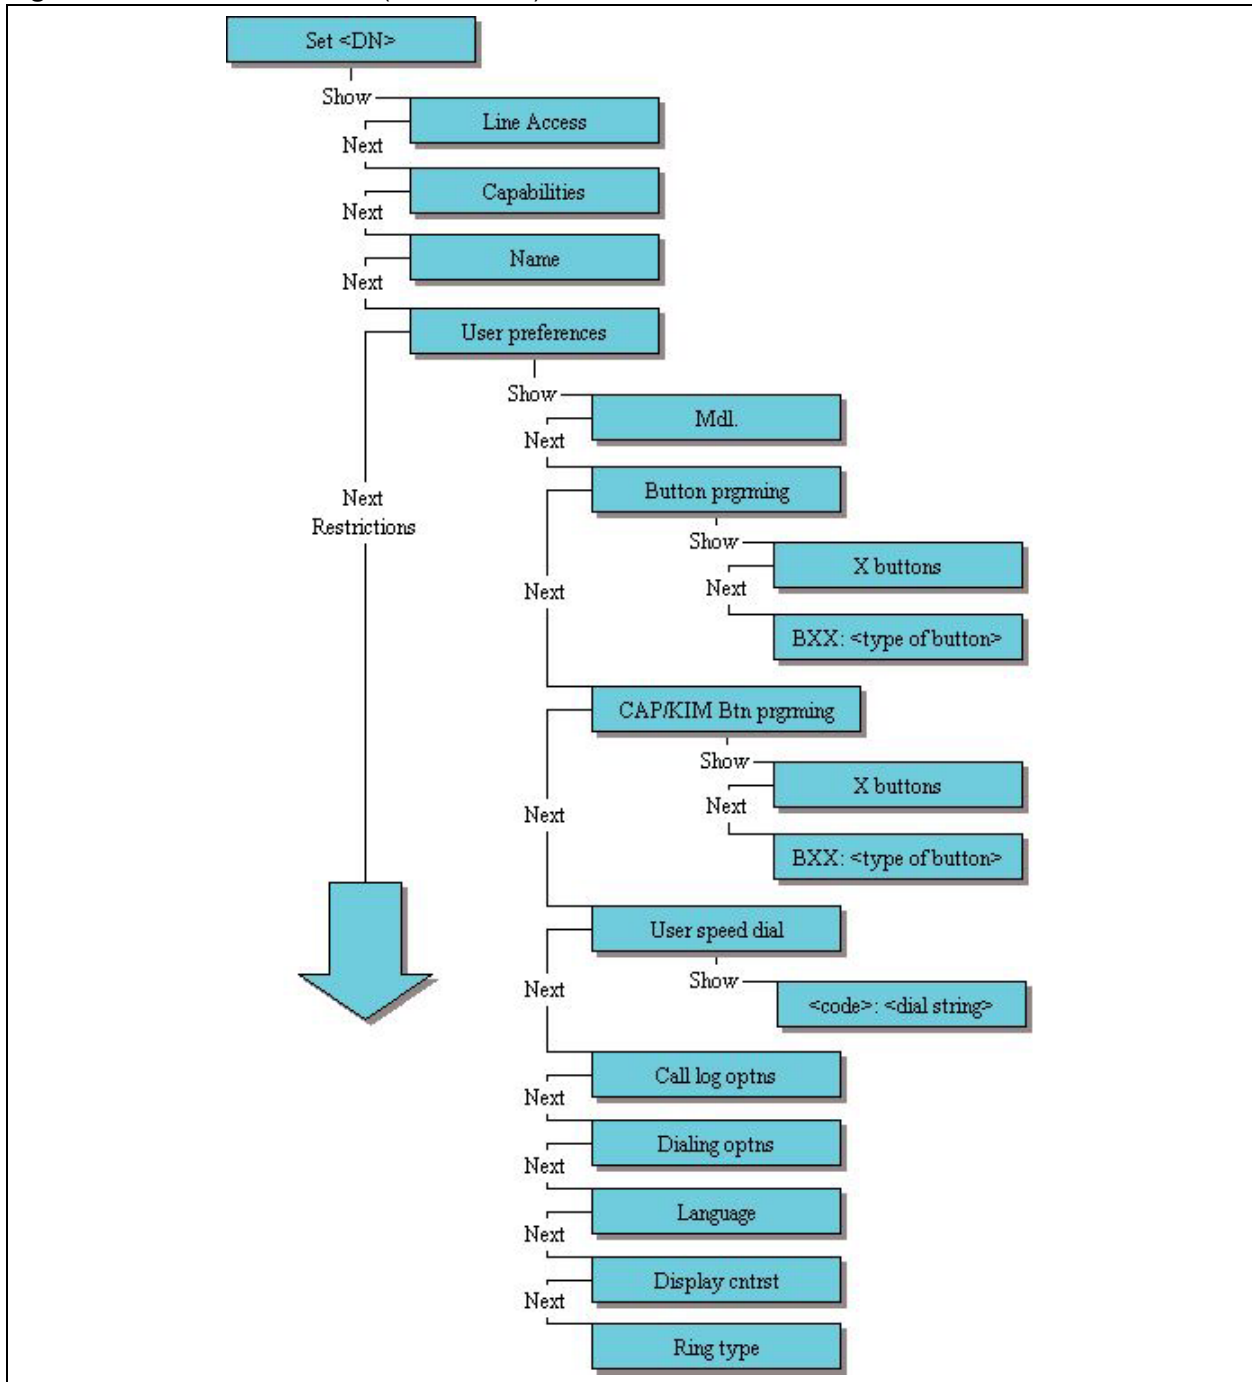 Set <DN>
Show
Line Access
Next
Capabilities
Next
Name
Next
User preferences
Show
Mdl.
Next
Button prgrming
Show
X buttons
Next
BXX: <type of button>
Next
Restrictions
Next
CAP/KIM Btn prgrming
Show
X buttons
Next
BXX: <type of button>
Next
User speed dial
Show
<code>: <dial string>
Next
Call log optns
Next
Dialing optns
Next
Language
Next
Display cntrst
Next
Ring type